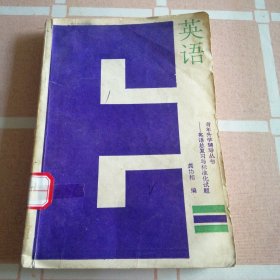 英语
青年升学辅导丛书
——英语总复习与标准化试题
编